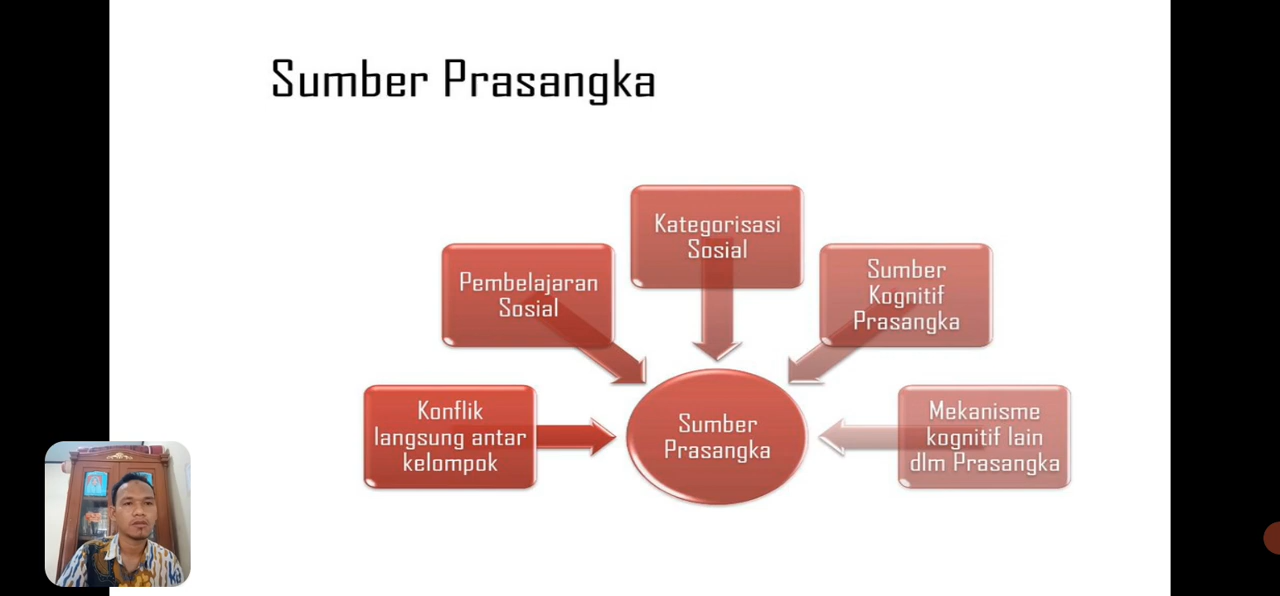 Sumber Prasangka
Kategorisasi
Sosial
Pembelajaran
Sosial
Sumber
Kognitif
Prasangka
Konflik
langsung antar
kelompok
Sumber
Prasangka
Mekanisme
kognitif lain
dlm Prasangka